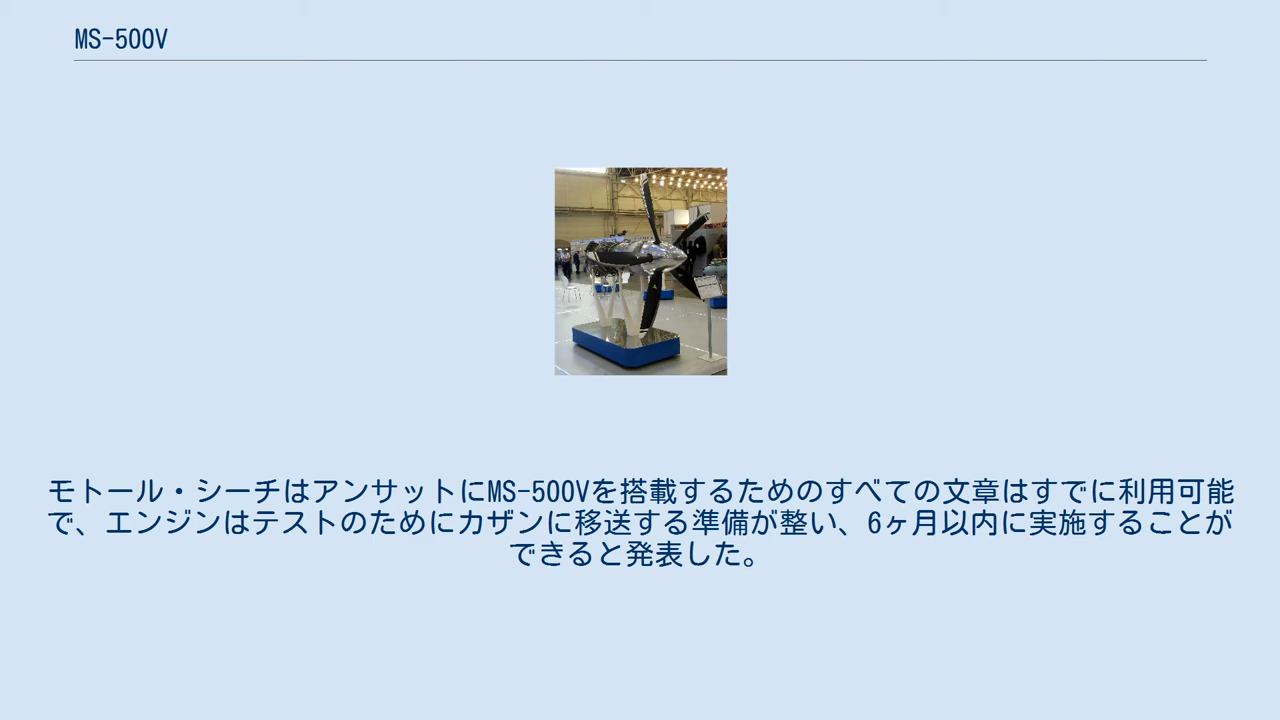 MS-500V
モトール・シーチはアンサットにMS-500Vを搭載するためのすべての文章はすでに利用可能
で、エンジンはテストのためにカザンに移送する準備が整い、6ヶ月以内に実施することが
できると発表した。